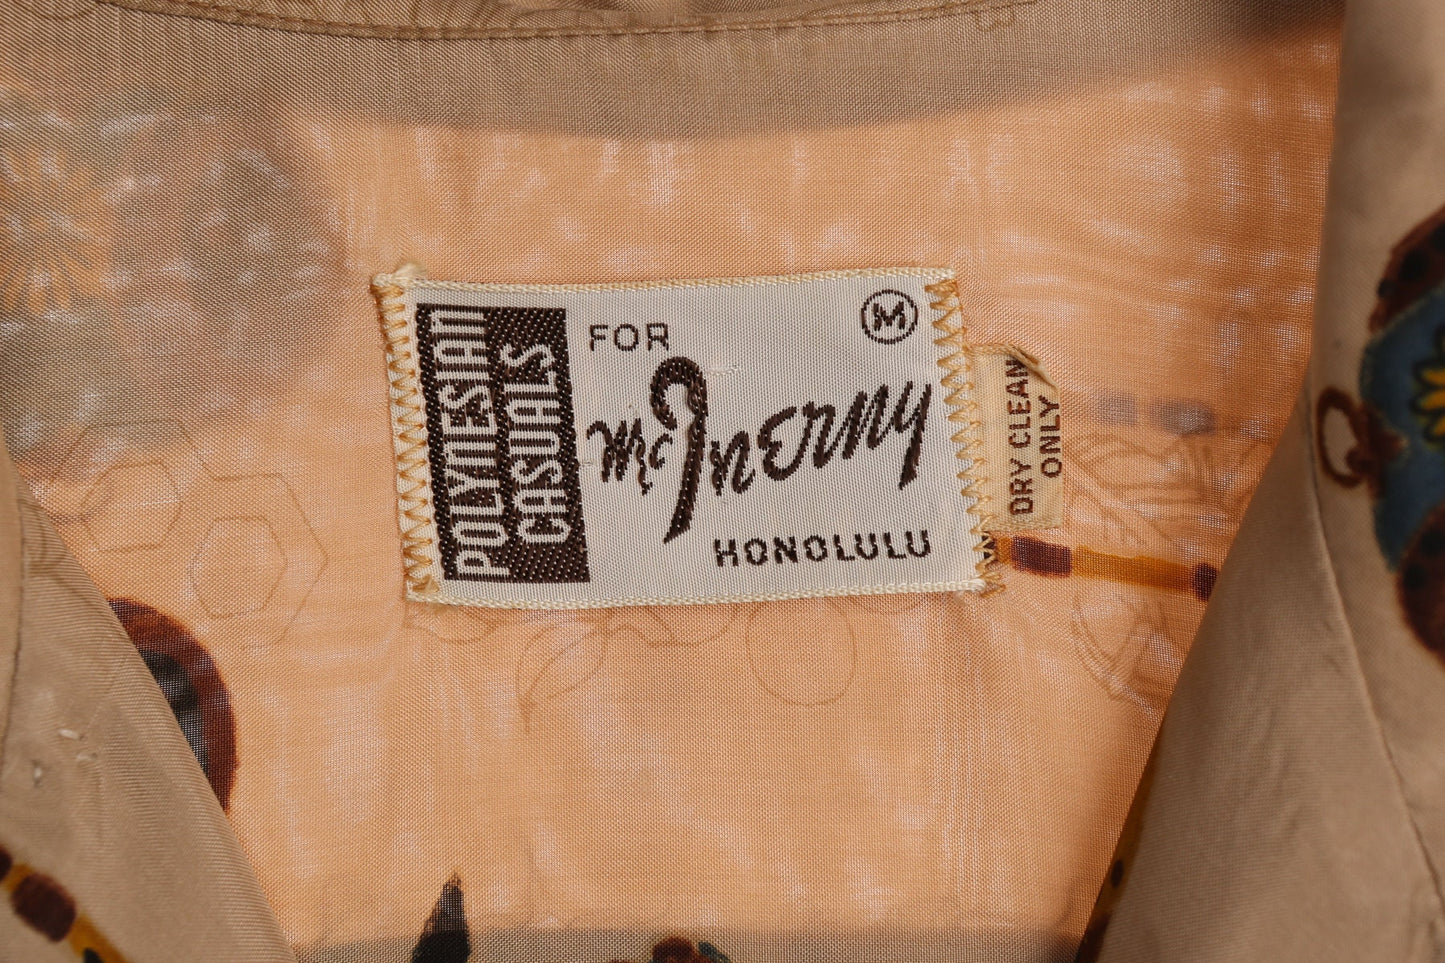 POLYNESIAN
CASUALS
FOR
M
McInerny
HONOLULU
DRY CLEAN
ONLY